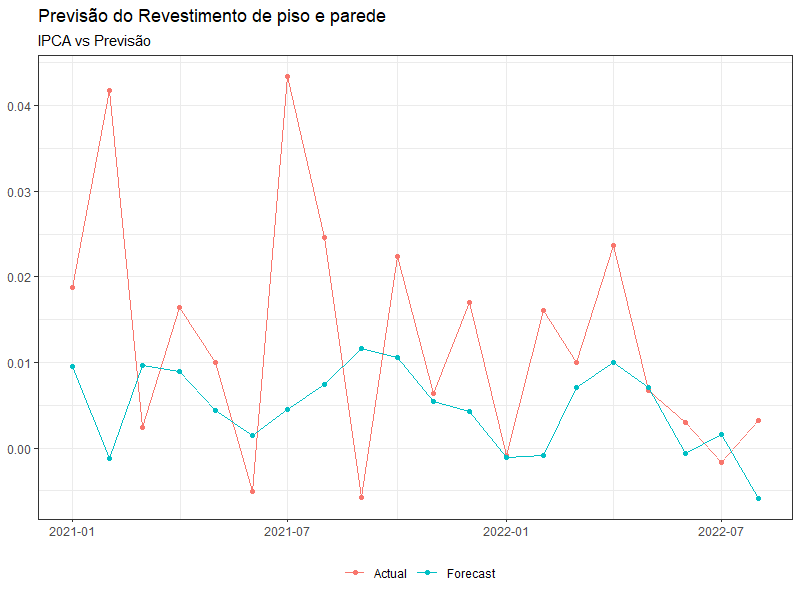 Previsão do Revestimento de piso e parede
IPCA vs Previsão
0.04
0.03
0.02
0.01
0.00
2021-01 2021-07 2022-01 2022-07
Actual Forecast